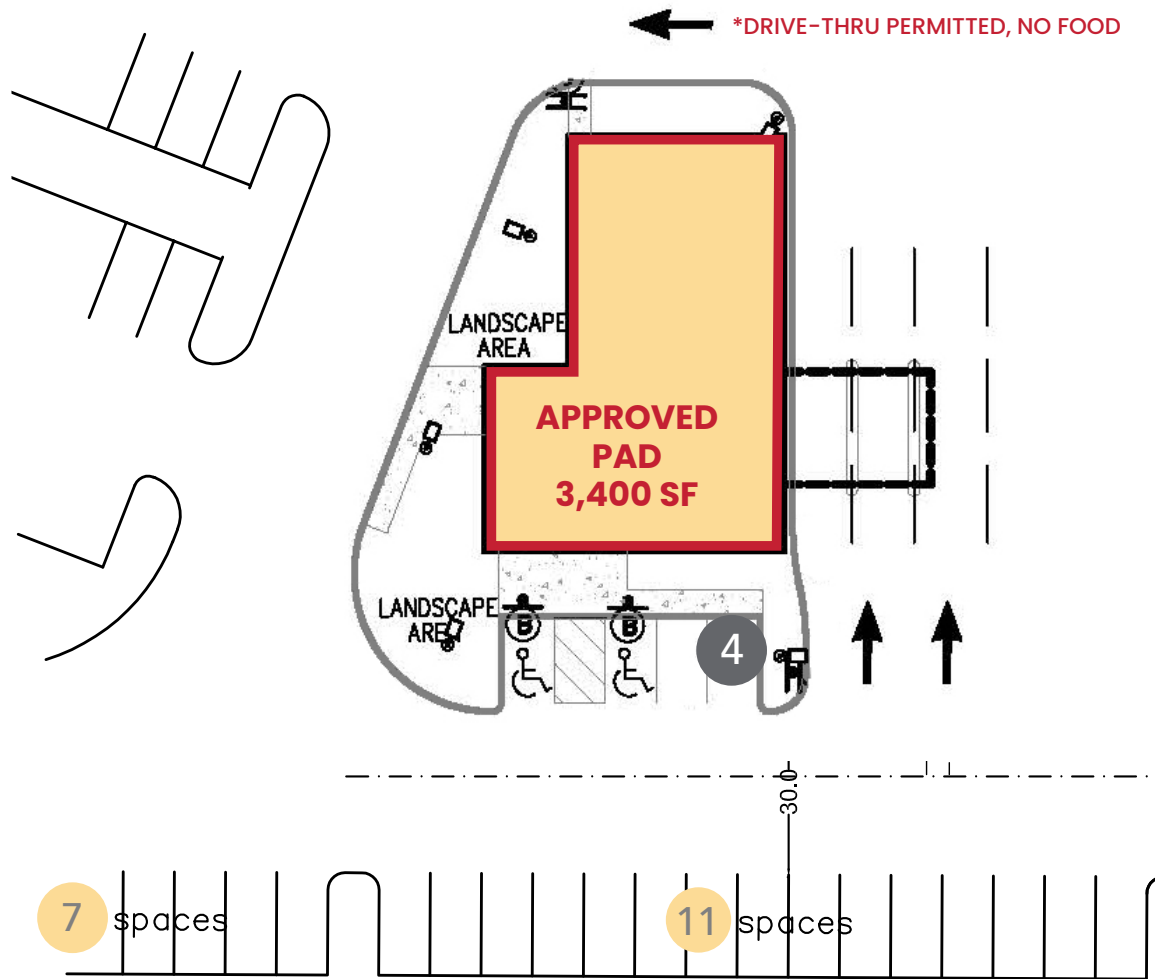 *DRIVE-THRU PERMITTED, NO FOOD
LANDSCAPE
AREA
APPROVED
PAD
3,400 SF
LANDSCAPE
AREA
B
B
4
30.0
7 spaces
11 spaces